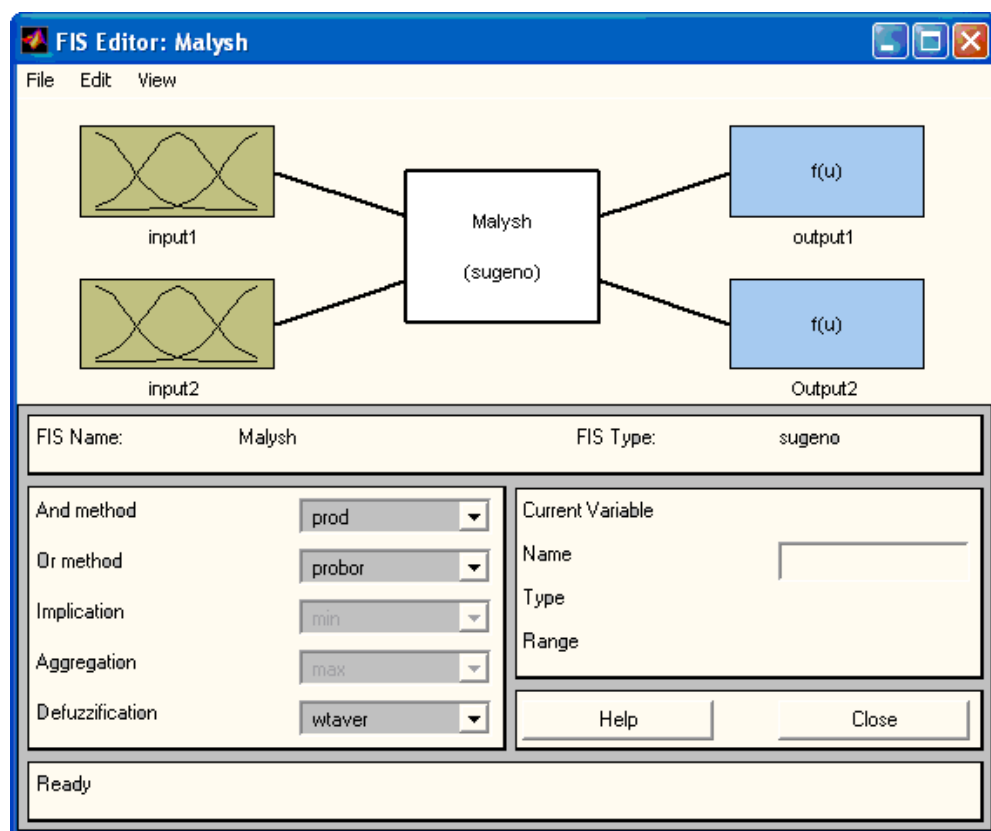 FIS Editor: Malysh
File Edit View
f(u)
input1
output1
Malysh
(sugeno)
f(u)
input2
Output2
FIS Name: Malysh FIS Type: sugeno
And method prod
Or method probor
Implication min
Aggregation max
Defuzzification wtaver
Current Variable
Name
Type
Range
Help Close
Ready